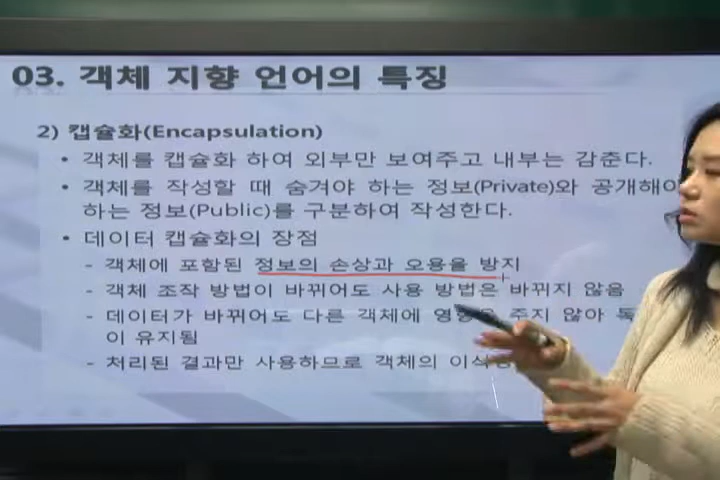 03. 객체 지향 언어의 특징
2) 캡슐화(Encapsulation)
• 객체를 캡슐화 하여 외부만 보여주고 내부는 감춘다.
• 객체를 작성할 때 숨겨야 하는 정보(Private)와 공개해야
하는 정보(Public)를 구분하여 작성한다.
• 데이터 캡슐화의 장점
- 객체에 포함된 정보의 손상과 오용을 방지
- 객체 조작 방법이 바뀌어도 사용 방법은 바뀌지 않음
- 데이터가 바뀌어도 다른 객체에 영향을 주지 않아
이 유지됨
- 처리된 결과만 사용하므로 객체의